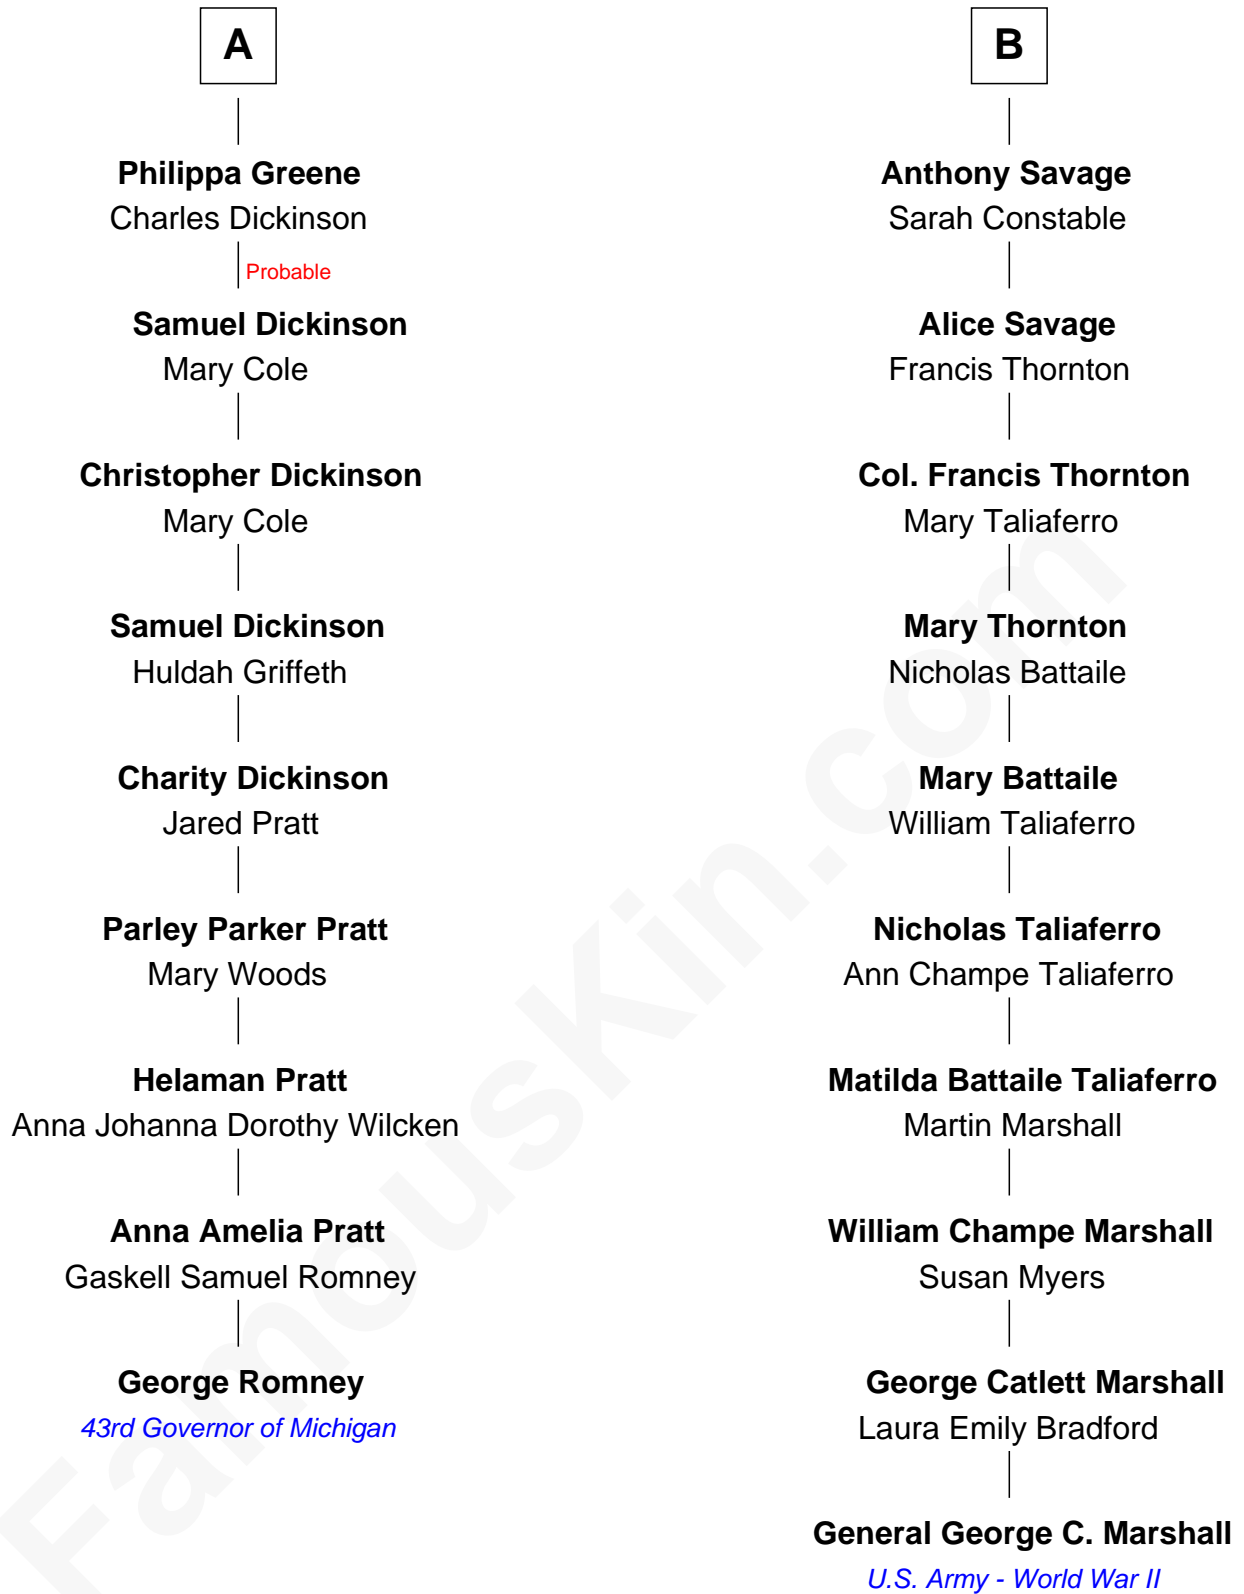 A
Philippa Greene
Charles Dickinson
Probable
Samuel Dickinson
Mary Cole
Christopher Dickinson
Mary Cole
Samuel Dickinson
Huldah Griffeth
Charity Dickinson
Jared Pratt
Parley Parker Pratt
Mary Woods
Helaman Pratt
Anna Johanna Dorothy Wilcken
Anna Amelia Pratt
Gaskell Samuel Romney
George Romney
43rd Governor of Michigan
B
Anthony Savage
Sarah Constable
Alice Savage
Francis Thornton
Col. Francis Thornton
Mary Taliaferro
Mary Thornton
Nicholas Battaile
Mary Battaile
William Taliaferro
Nicholas Taliaferro
Ann Champe Taliaferro
Matilda Battaile Taliaferro
Martin Marshall
William Champe Marshall
Susan Myers
George Catlett Marshall
Laura Emily Bradford
General George C. Marshall
U.S. Army - World War II
FamousKin.com